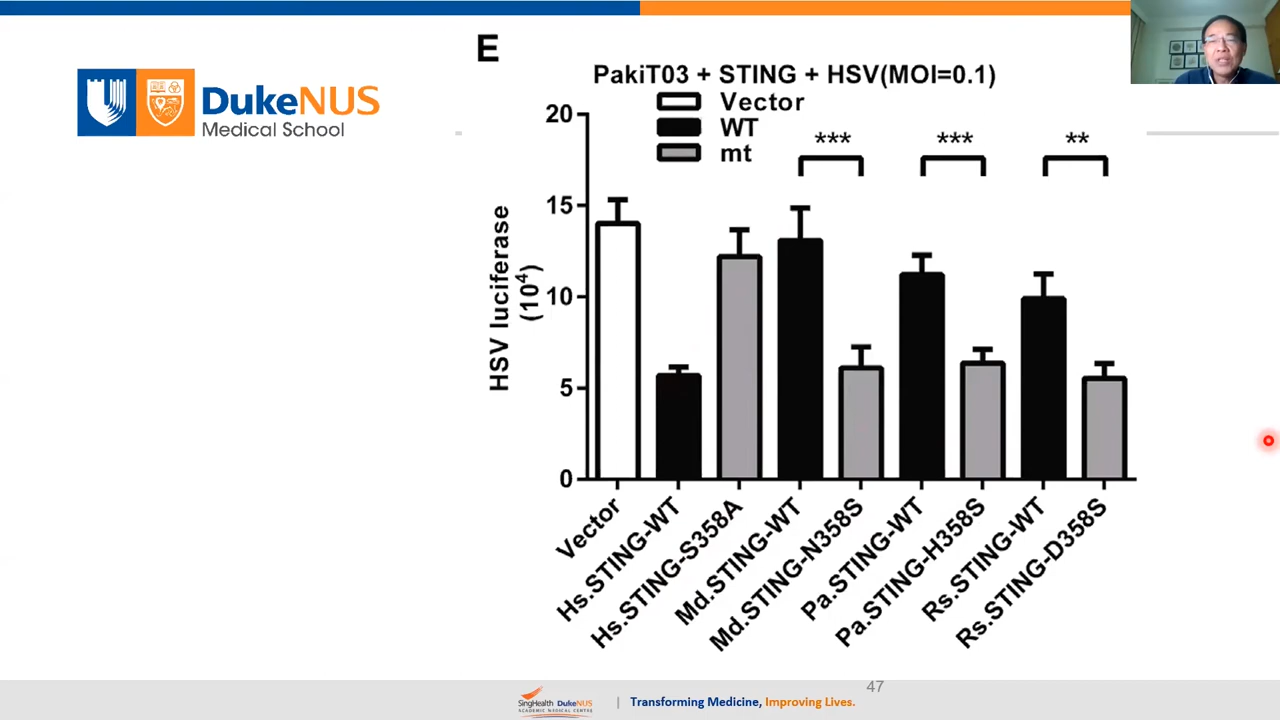 E
DukeNUS
Medical School
PakiT03 + STING + HSV(MOI=0.1)
Vector
WT
mt
***
***
**
HSV luciferase
(10⁴)
20
15
10
5
0
Vector
Hs.STING-WT
Hs.STING-S358A
Md.STING-WT
Md.STING-N358S
Pa.STING-WT
Pa.STING-H358S
Rs.STING-WT
Rs.STING-D358S
47
SingHealth DukeNUS
ACADEMIC MEDICAL CENTRE
| Transforming Medicine, Improving Lives.